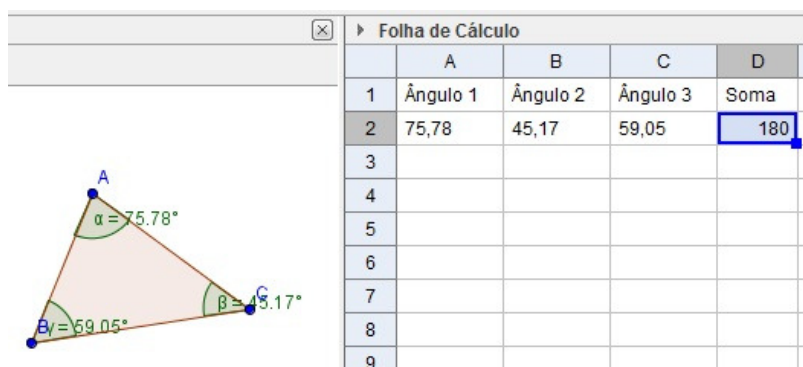 Folha de Cálculo
A B C D
1 Ângulo 1 Ângulo 2 Ângulo 3 Soma
2 75,78 45,17 59,05 180
3
4
5
6
7
8
9
A
α = 75.78°
C
β = 45.17°
B
γ = 59.05°